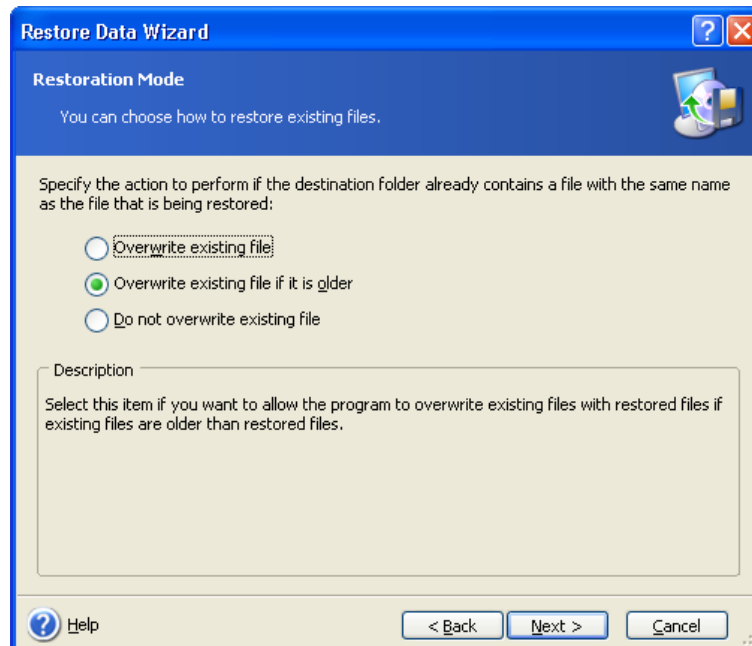 Restore Data Wizard
Restoration Mode
You can choose how to restore existing files.
Specify the action to perform if the destination folder already contains a file with the same name
as the file that is being restored:
Overwrite existing file
Overwrite existing file if it is older
Do not overwrite existing file
Description
Select this item if you want to allow the program to overwrite existing files with restored files if
existing files are older than restored files.
Help
< Back
Next >
Cancel